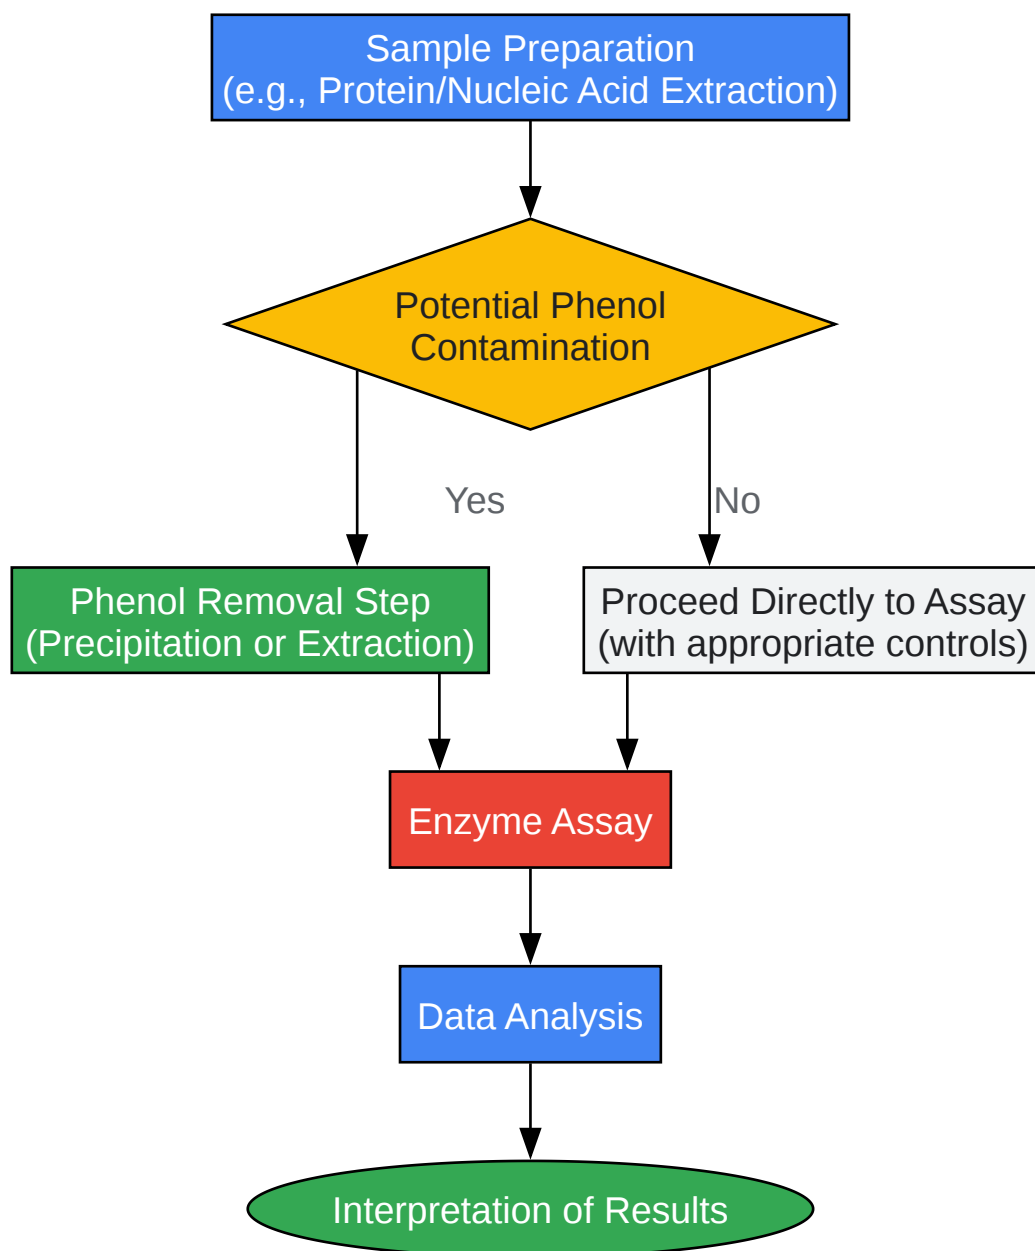 Sample Preparation
(e.g., Protein/Nucleic Acid Extraction)
Potential Phenol
Contamination
Yes
No
Phenol Removal Step
(Precipitation or Extraction)
Proceed Directly to Assay
(with appropriate controls)
Enzyme Assay
Data Analysis
Interpretation of Results